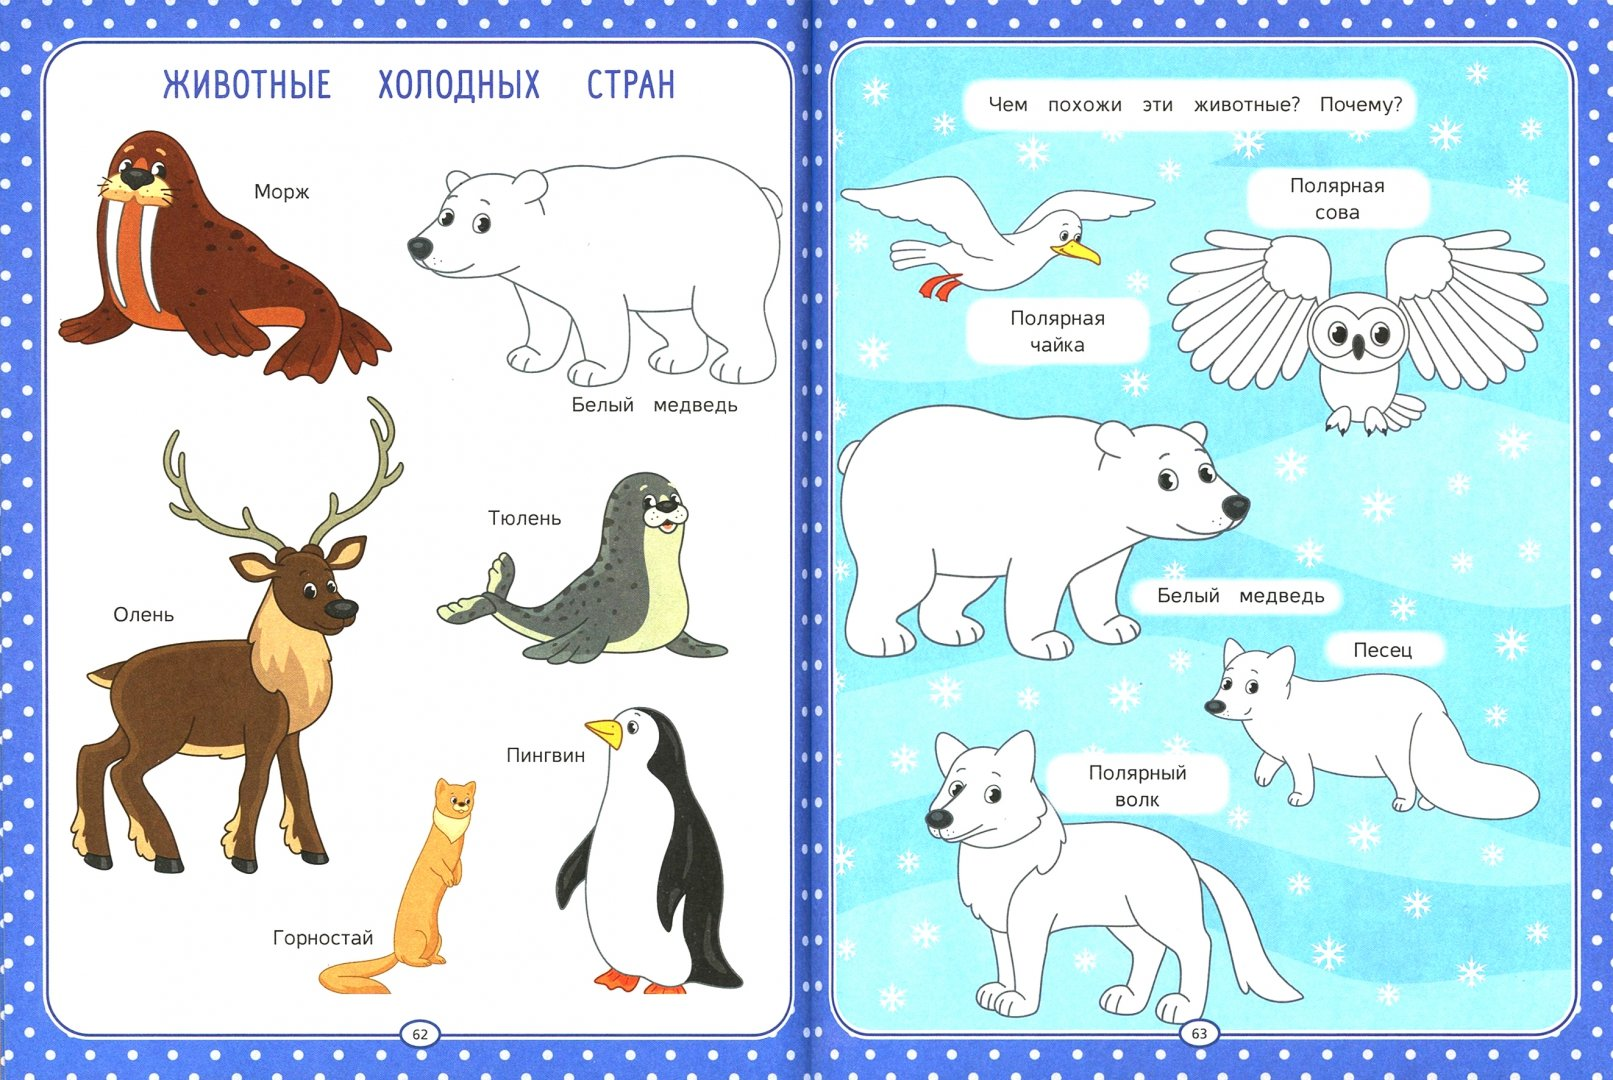 ЖИВОТНЫЕ ХОЛОДНЫХ СТРАН
Морж
Белый медведь
Тюлень
Олень
Пингвин
Горностай
62
Чем похожи эти животные? Почему?
Полярная
сова
Полярная
чайка
Белый медведь
Песец
Полярный
волк
63